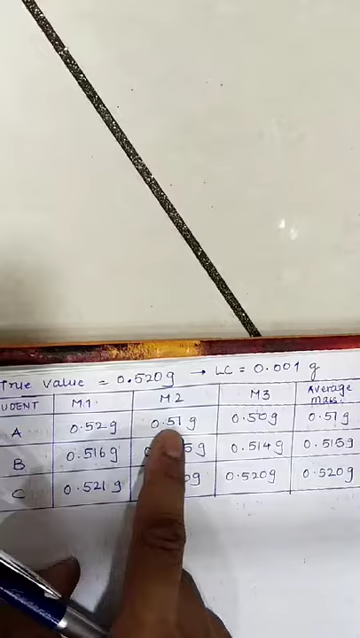 True value = 0.520g → LC = 0.001 g
UDENT M1 M2 M3 Average mass.
A 0.52g 0.51g 0.50g 0.51g
B 0.516g 0.514g 0.515g
C 0.521g 0.520g 0.520g